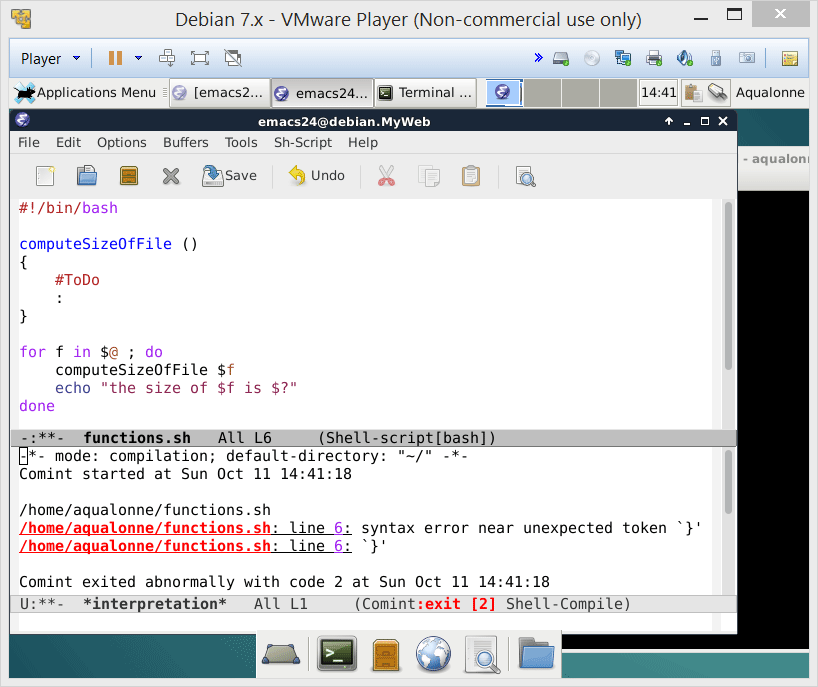 Debian 7.x - VMware Player (Non-commercial use only)
Player
Applications Menu [emacs2... emacs24... Terminal ... 14:41 Aqualonne
emacs24@debian.MyWeb
File Edit Options Buffers Tools Sh-Script Help
- aqualon
Save Undo
#!/bin/bash
computeSizeOfFile ()
{
#ToDo
:
}
for f in $@ ; do
computeSizeOfFile $f
echo "the size of $f is $?"
done
-:**- functions.sh All L6 (Shell-script[bash])
-*- mode: compilation; default-directory: "~/" -*-
Comint started at Sun Oct 11 14:41:18
/home/aqualonne/functions.sh
/home/aqualonne/functions.sh: line 6: syntax error near unexpected token `}'
/home/aqualonne/functions.sh: line 6: `}'
Comint exited abnormally with code 2 at Sun Oct 11 14:41:18
U:**- *interpretation* All L1 (Comint:exit [2] Shell-Compile)